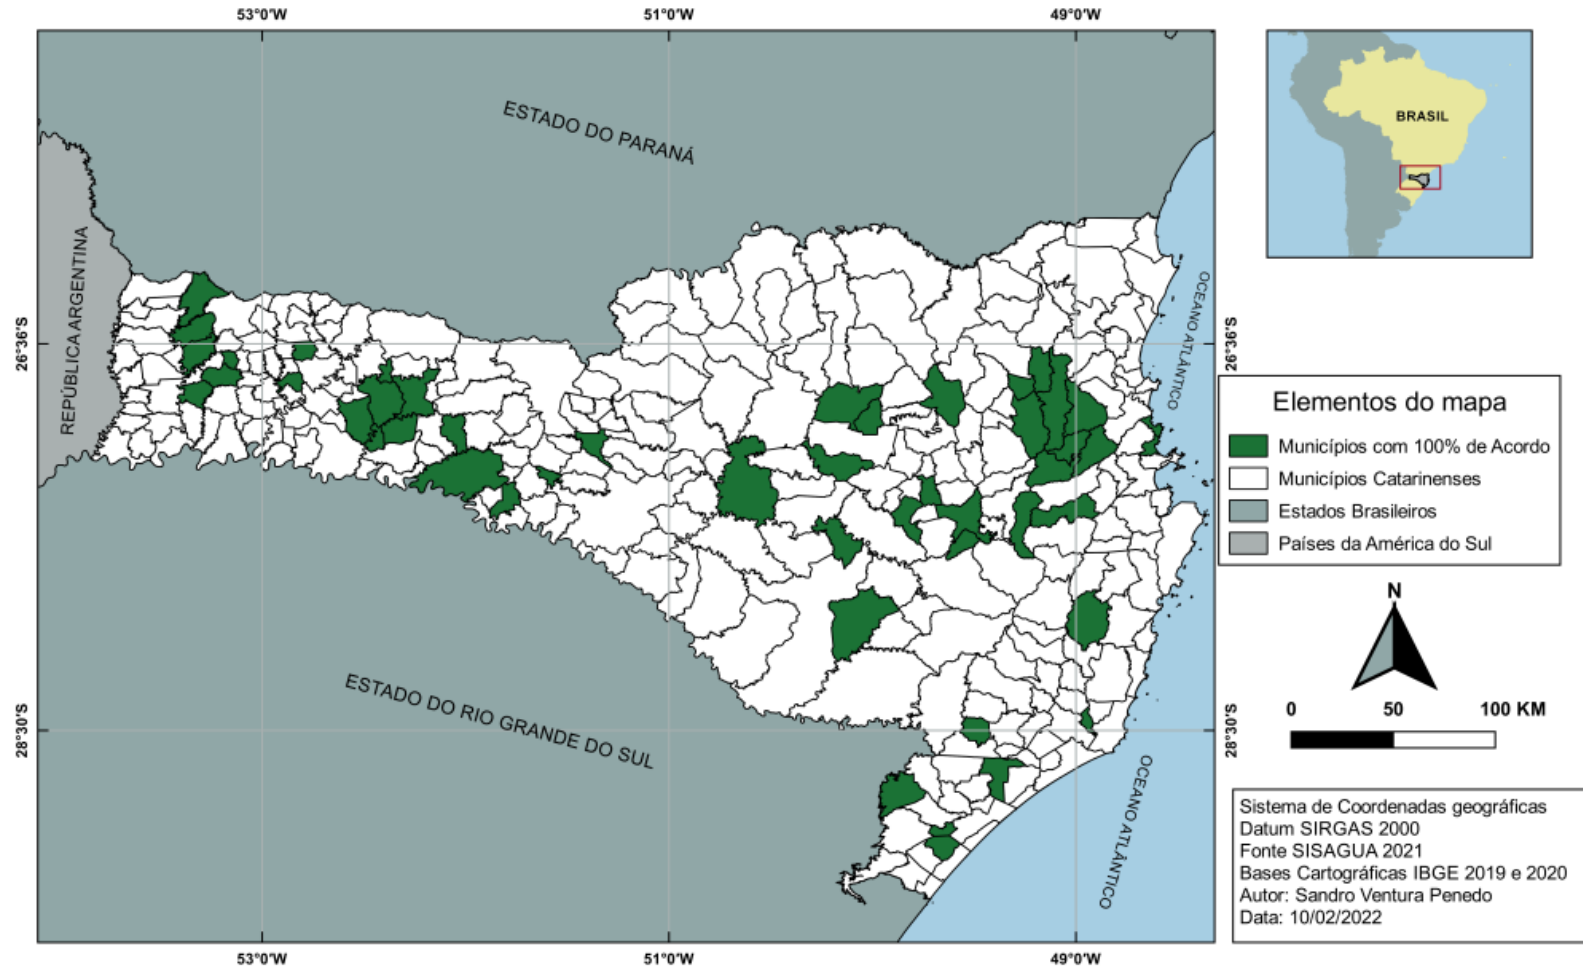 53°0'W
51°0'W
49°0'W
ESTADO DO PARANÁ
BRASIL
REPÚBLICA ARGENTINA
OCEANO ATLÂNTICO
26°36'S
26°36'S
Elementos do mapa
Municípios com 100% de Acordo
Municípios Catarinenses
Estados Brasileiros
Países da América do Sul
N
ESTADO DO RIO GRANDE DO SUL
0 50 100 KM
28°30'S
28°30'S
OCEANO ATLÂNTICO
Sistema de Coordenadas geográficas
Datum SIRGAS 2000
Fonte SISAGUA 2021
Bases Cartográficas IBGE 2019 e 2020
Autor: Sandro Ventura Penedo
Data: 10/02/2022
53°0'W
51°0'W
49°0'W